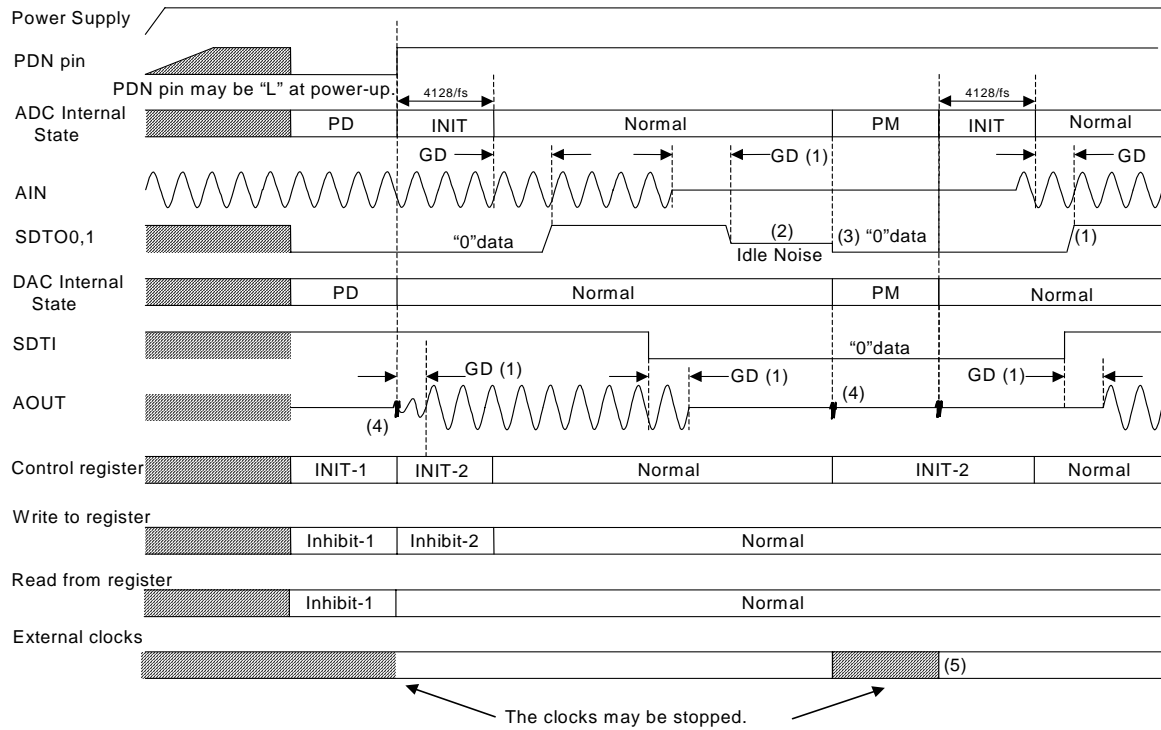 Power Supply
PDN pin
PDN pin may be “L” at power-up.
4128/fs
4128/fs
ADC Internal
State
PD
INIT
Normal
PM
INIT
Normal
GD
GD (1)
GD
AIN
SDTO0,1
“0”data
(2)
Idle Noise
(3) “0”data
(1)
DAC Internal
State
PD
Normal
PM
Normal
SDTI
“0”data
GD (1)
GD (1)
GD (1)
AOUT
(4)
(4)
Control register
INIT-1
INIT-2
Normal
INIT-2
Normal
Write to register
Inhibit-1
Inhibit-2
Normal
Read from register
Inhibit-1
Normal
External clocks
(5)
The clocks may be stopped.